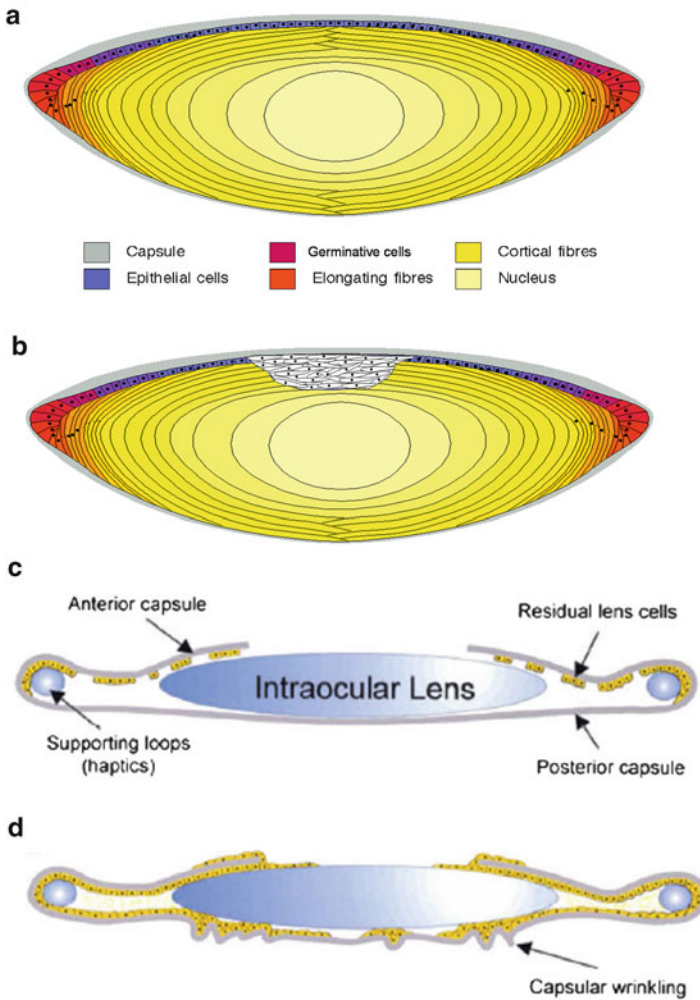 a
Capsule
Germinative cells
Cortical fibres
Epithelial cells
Elongating fibres
Nucleus
b
c
Anterior capsule
Residual lens cells
Intraocular Lens
Supporting loops
(haptics)
Posterior capsule
d
Capsular wrinkling